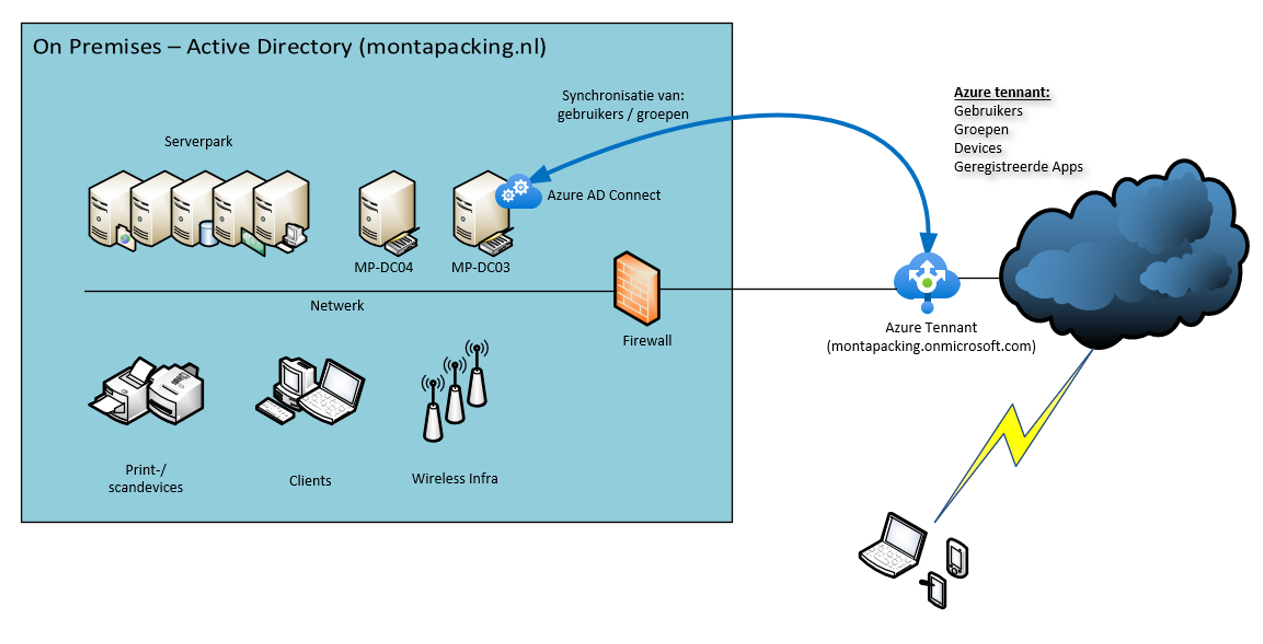 On Premises – Active Directory (montapacking.nl)
Synchronisatie van:
gebruikers / groepen
Azure tennant:
Gebruikers
Groepen
Devices
Geregistreerde Apps
Serverpark
Azure AD Connect
MP-DC04
MP-DC03
Netwerk
Firewall
Azure Tennant
(montapacking.onmicrosoft.com)
Print-/
scandevices
Clients
Wireless Infra